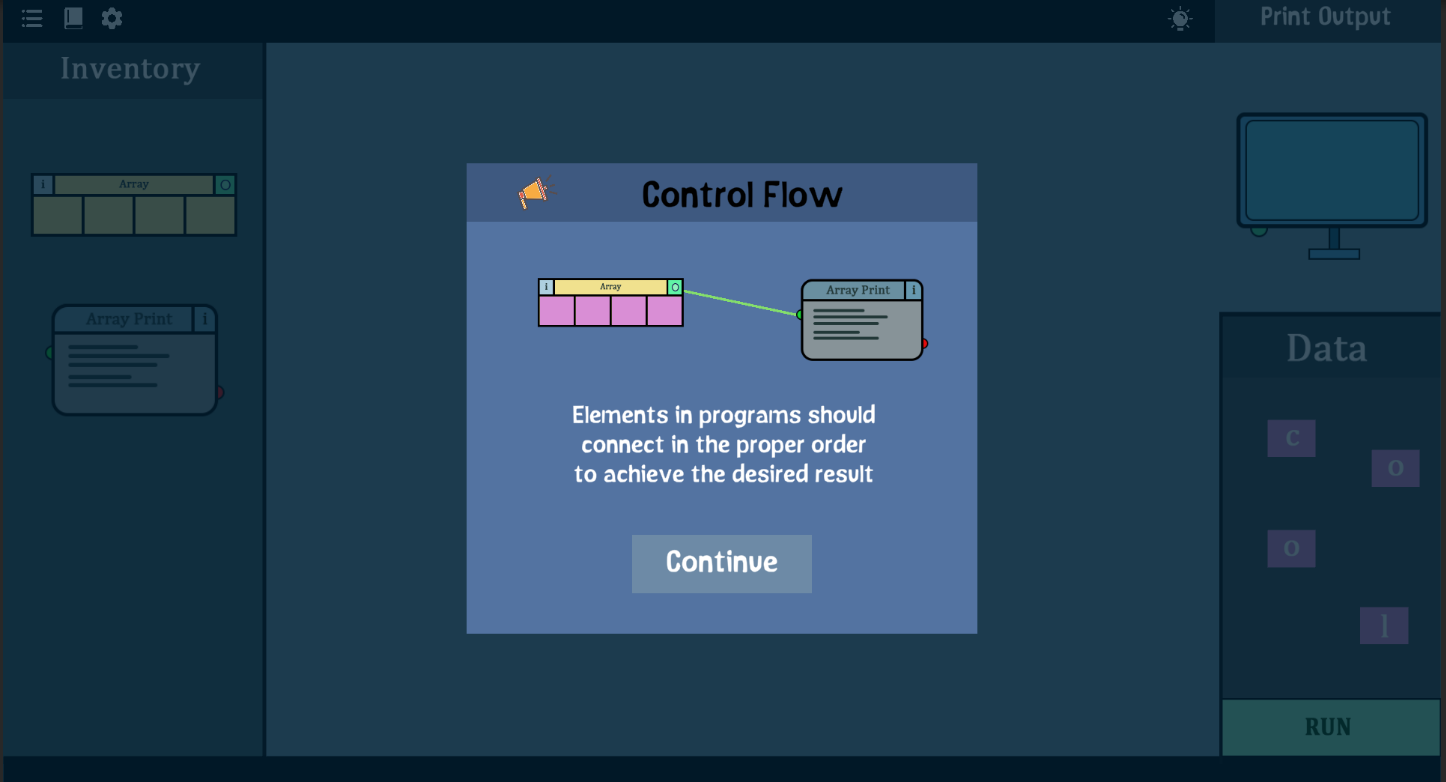 Print Output
Inventory
i Array O
Array Print i
Control Flow
i Array O
Array Print i
Elements in programs should
connect in the proper order
to achieve the desired result
Continue
Data
c
o
o
l
RUN